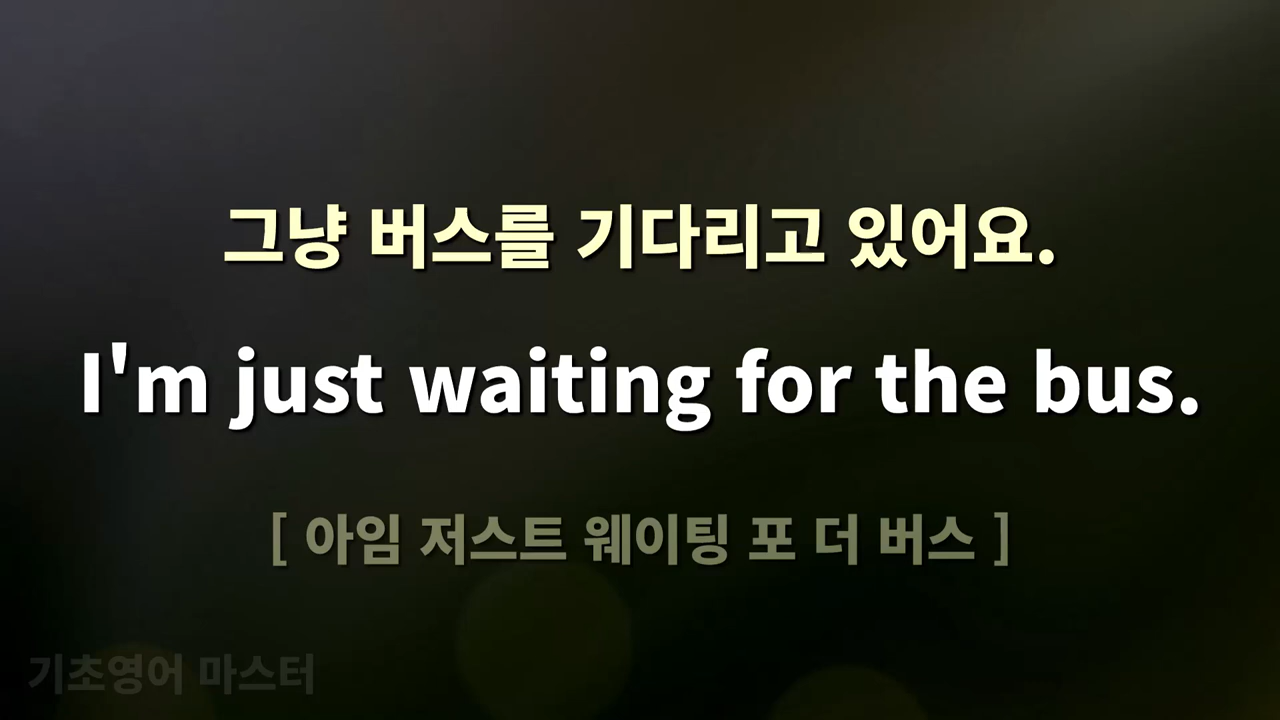 그냥 버스를 기다리고 있어요.
I'm just waiting for the bus.
[ 아임 저스트 웨이팅 포 더 버스 ]
기초영어 마스터